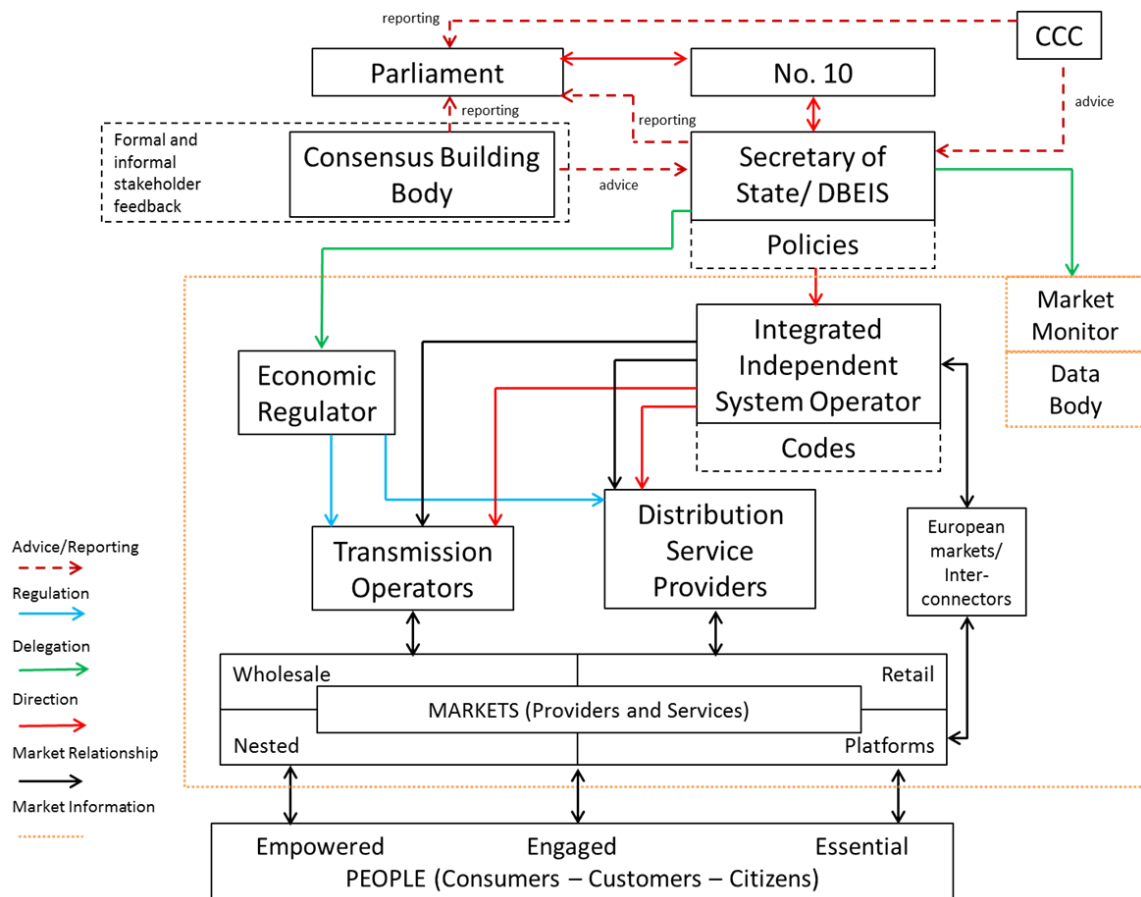 reporting
CCC
Parliament
No. 10
advice
reporting
reporting
Formal and
informal
stakeholder
feedback
Consensus Building
Body
advice
Secretary of
State/ DBEIS
Policies
Market
Monitor
Data
Body
Integrated
Independent
System Operator
Codes
Economic
Regulator
Transmission
Operators
Distribution
Service
Providers
European
markets/
Inter-
connectors
Advice/Reporting
Regulation
Delegation
Direction
Market Relationship
Market Information
Wholesale
Retail
MARKETS (Providers and Services)
Nested
Platforms
Empowered
Engaged
Essential
PEOPLE (Consumers – Customers – Citizens)